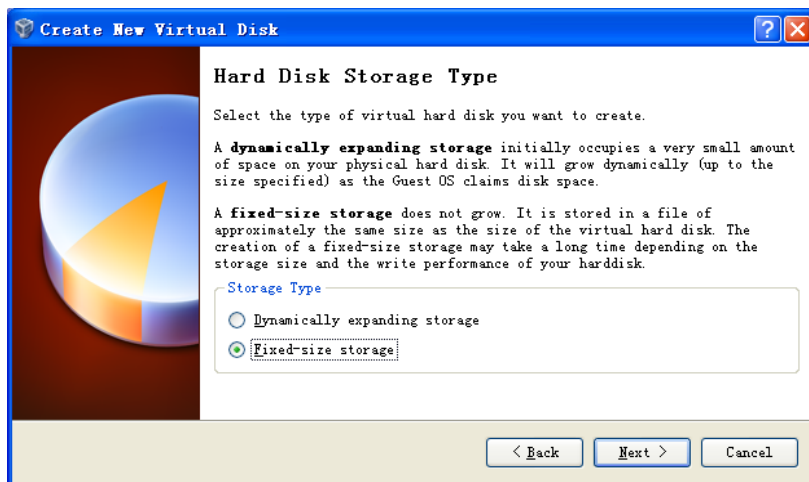 Create New Virtual Disk
Hard Disk Storage Type
Select the type of virtual hard disk you want to create.
A dynamically expanding storage initially occupies a very small amount
of space on your physical hard disk. It will grow dynamically (up to the
size specified) as the Guest OS claims disk space.
A fixed-size storage does not grow. It is stored in a file of
approximately the same size as the size of the virtual hard disk. The
creation of a fixed-size storage may take a long time depending on the
storage size and the write performance of your harddisk.
Storage Type
Dynamically expanding storage
Fixed-size storage
< Back Next > Cancel